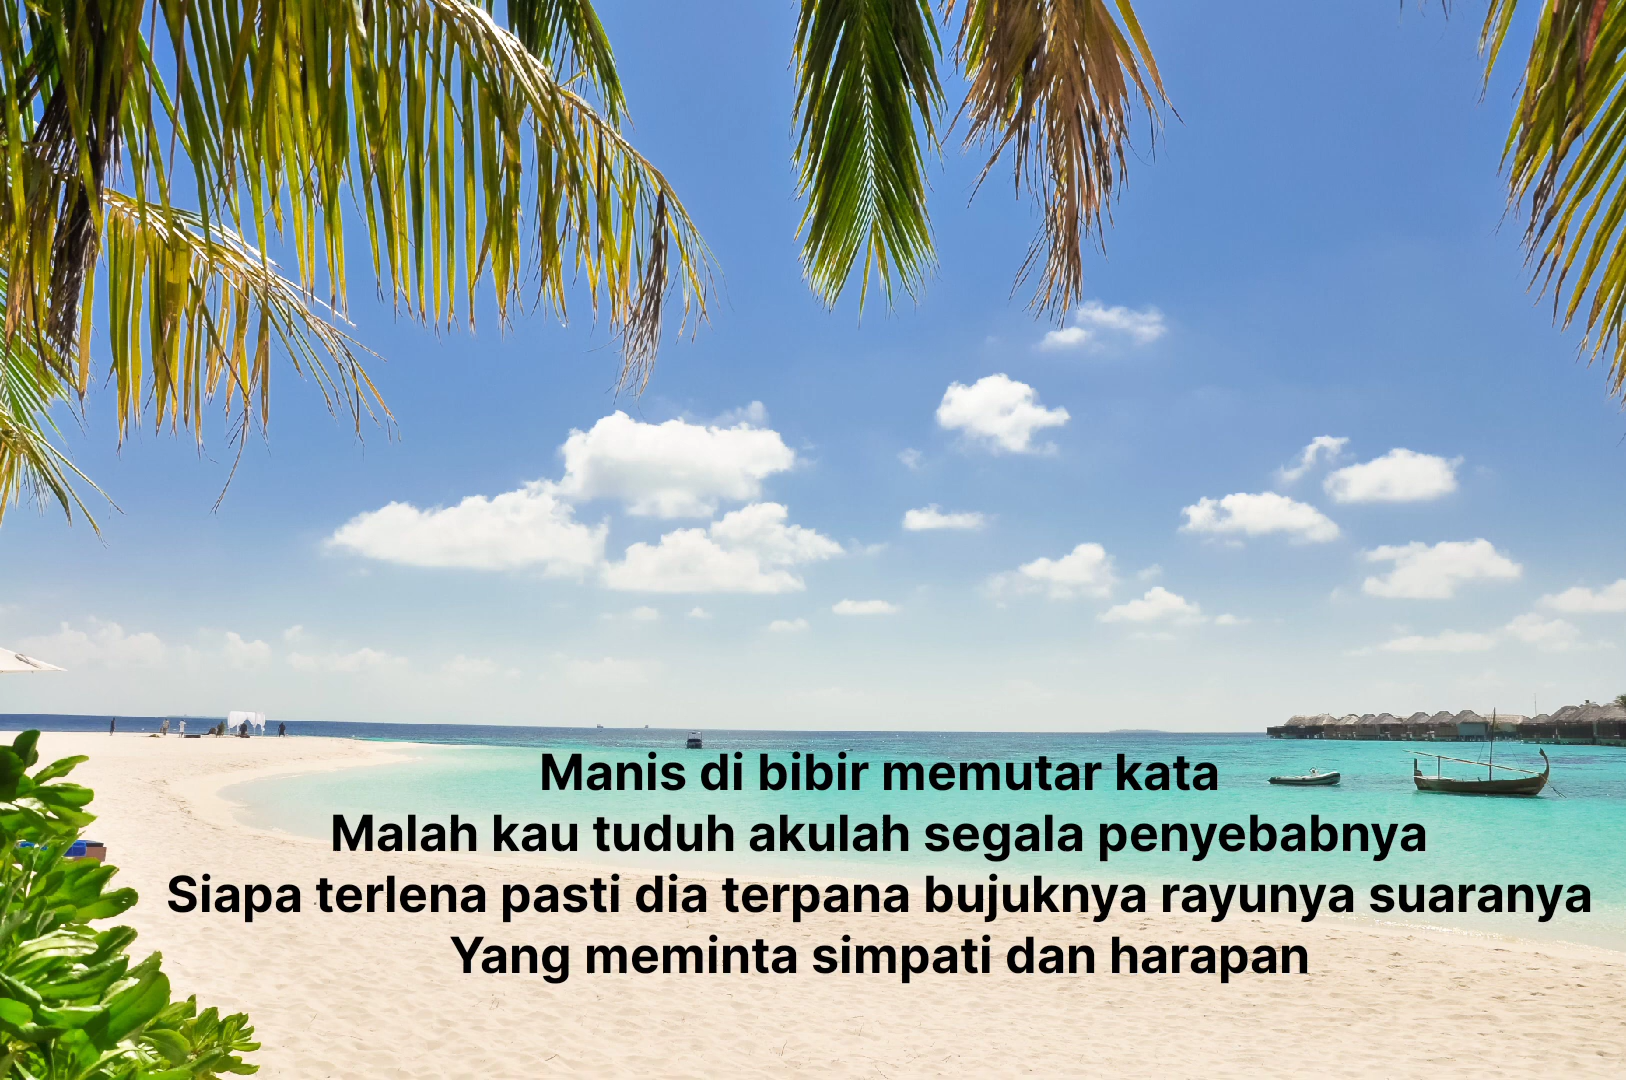 Manis di bibir memutar kata
Malah kau tuduh akulah segala penyebabnya
Siapa terlena pasti dia terpana bujuknya rayunya suaranya
Yang meminta simpati dan harapan